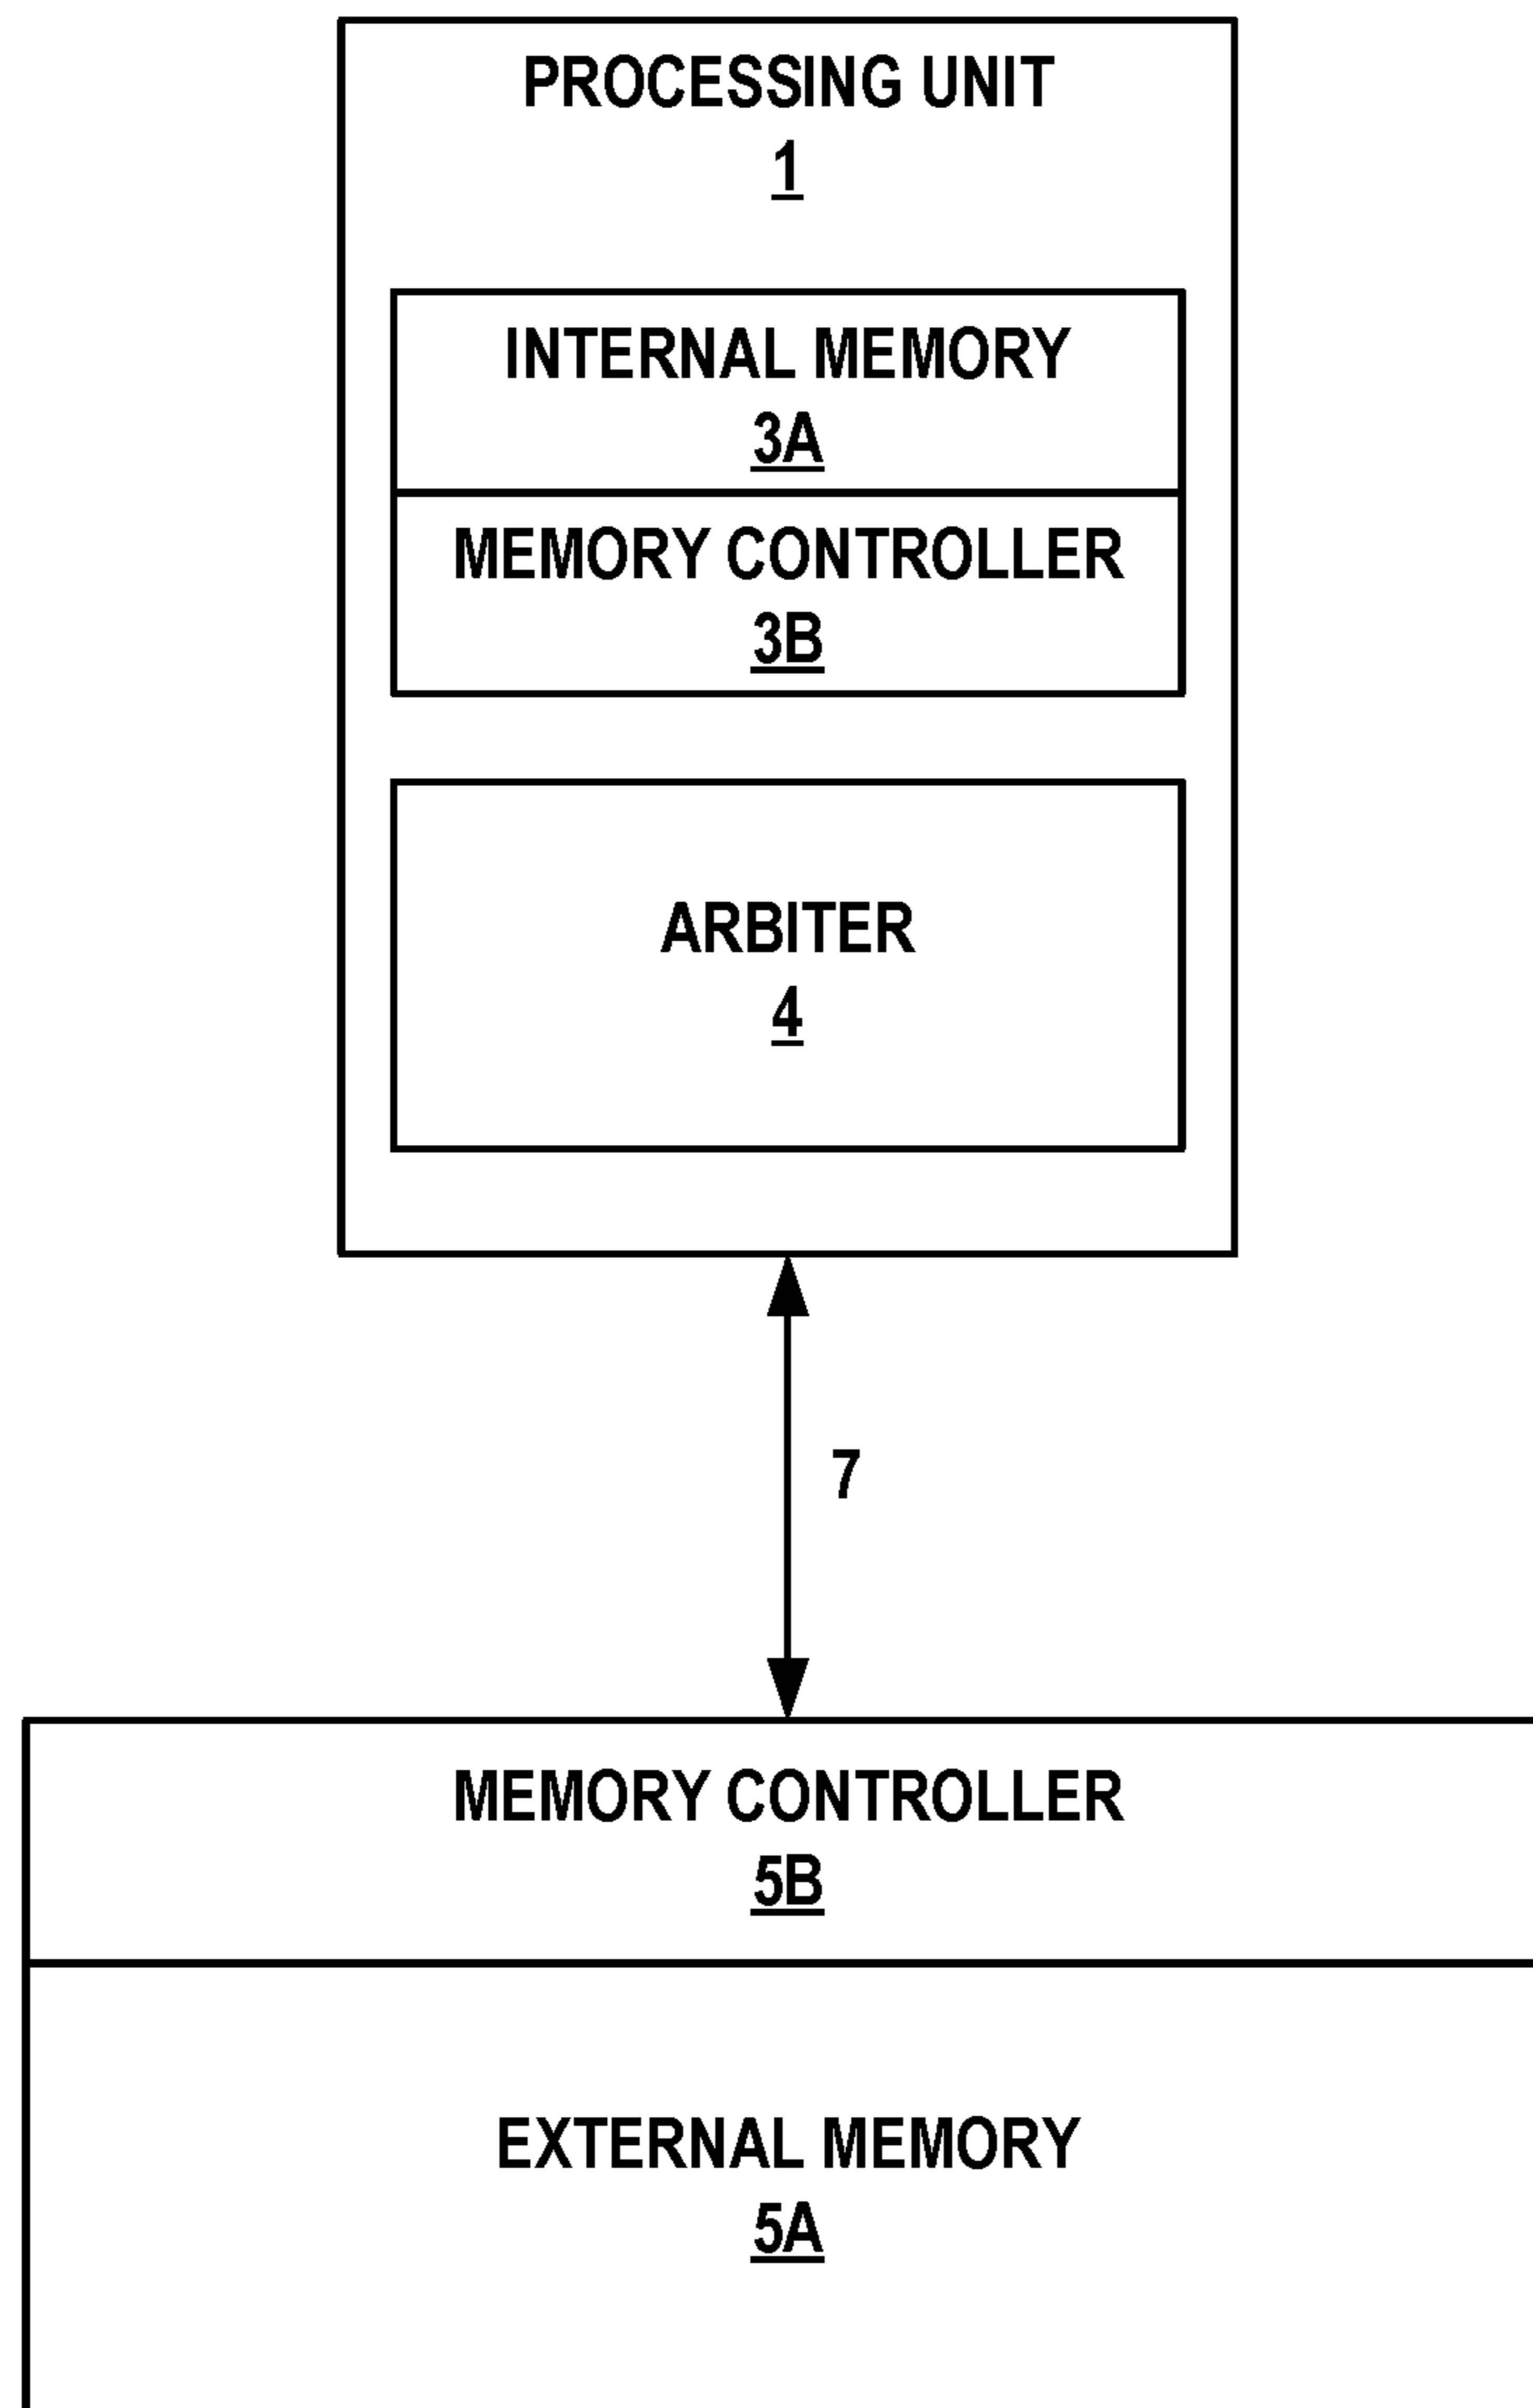 PROCESSING UNIT
1
INTERNAL MEMORY
3A
MEMORY CONTROLLER
3B
ARBITER
4
7
MEMORY CONTROLLER
5B
EXTERNAL MEMORY
5A